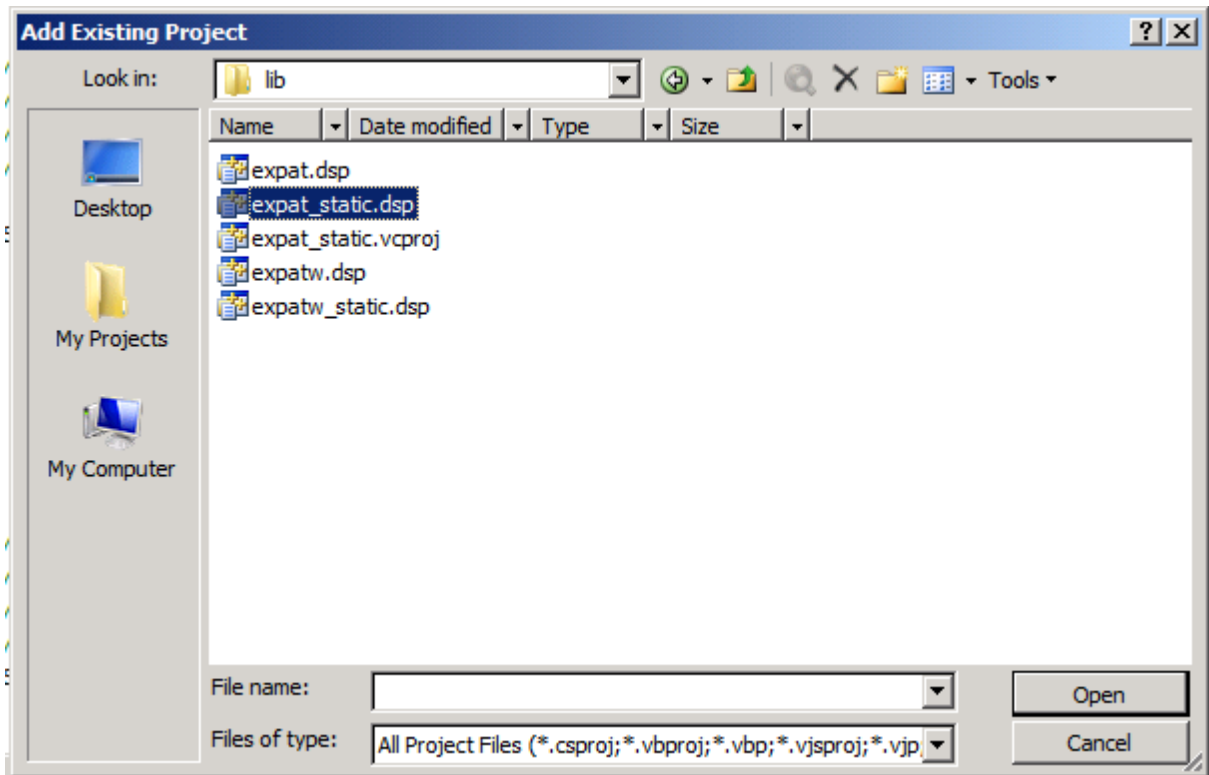 Add Existing Project
Look in:
lib
Tools
Name Date modified Type Size
expat.dsp
expat_static.dsp
expat_static.vcproj
expatw.dsp
expatw_static.dsp
Desktop
My Projects
My Computer
File name:
Open
Files of type:
All Project Files (*.csproj;*.vbproj;*.vbp;*.vjsproj;*.vjp
Cancel